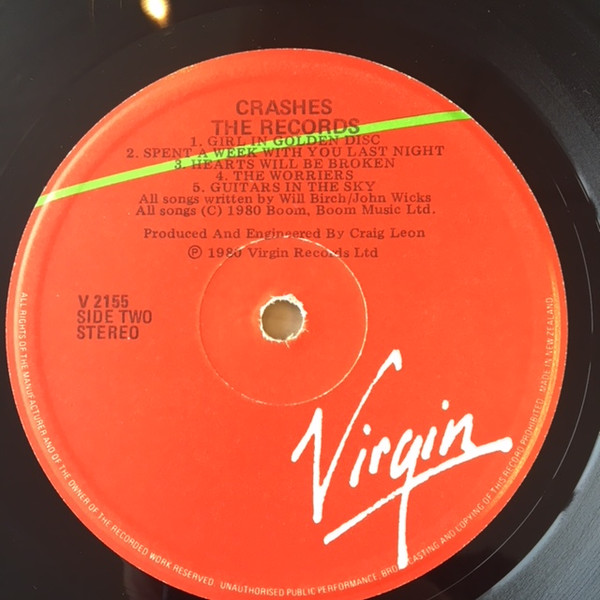 CRASHES
THE RECORDS
1. GIRL IN GOLDEN DISC
2. SPENT A WEEK WITH YOU LAST NIGHT
3. HEARTS WILL BE BROKEN
4. THE WORRIERS
5. GUITARS IN THE SKY
All songs written by Will Birch/John Wicks
All songs (C) 1980 Boom, Boom Music Ltd.
Produced And Engineered By Craig Leon
℗ 1980 Virgin Records Ltd
V 2155
SIDE TWO
STEREO
Virgin
ALL RIGHTS OF THE MANUFACTURER AND OF THE OWNER OF THE RECORDED WORK RESERVED UNAUTHORISED PUBLIC PERFORMANCE, BROADCASTING AND COPYING OF THIS RECORD PROHIBITED. MADE IN NEW ZEALAND